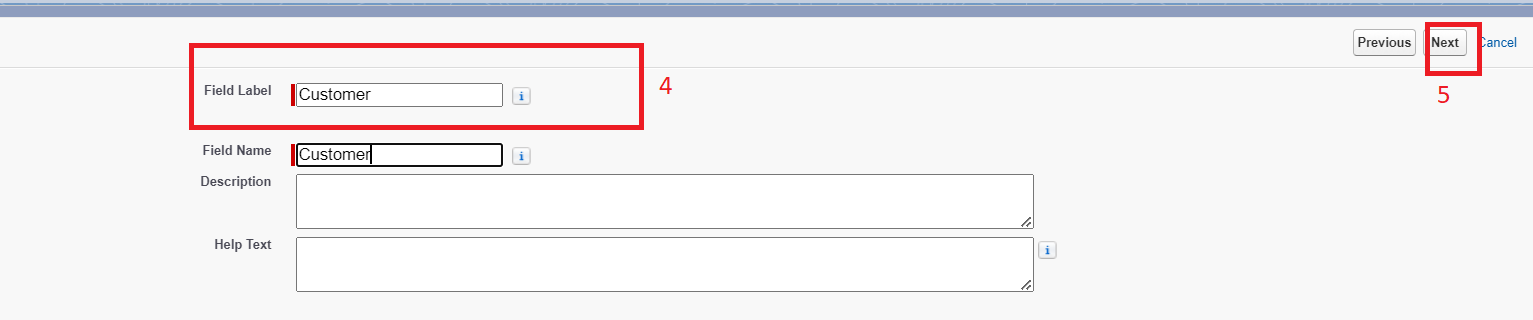 Previous Next Cancel
Field Label Customer i 4
5
Field Name Customer i
Description
Help Text i